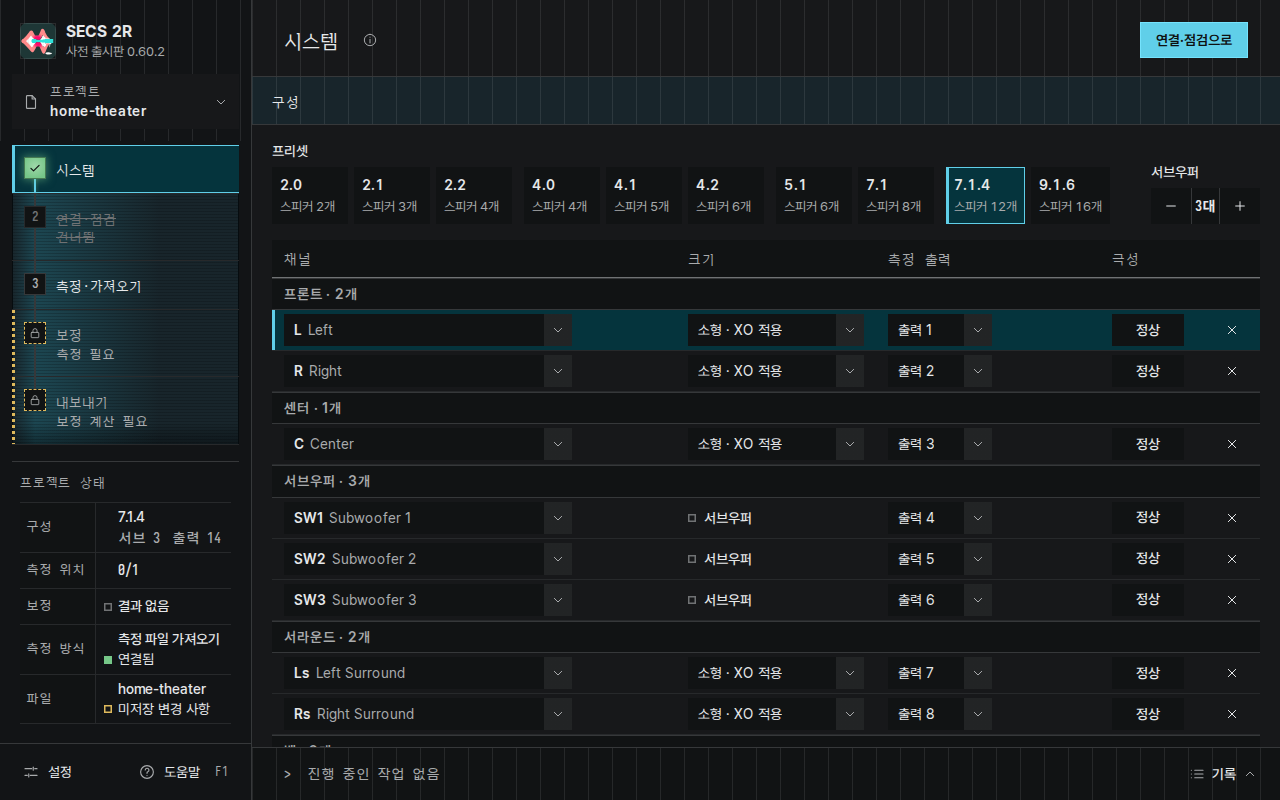 SECS 2R
사전 출시판 0.60.2
프로젝트
home-theater
시스템
2 연결·점검
건너뜀
3 측정·가져오기
보정
측정 필요
내보내기
보정 계산 필요
프로젝트 상태
구성 7.1.4
서브 3 출력 14
측정 위치 0/1
보정 결과 없음
측정 방식 측정 파일 가져오기
연결됨
파일 home-theater
미저장 변경 사항
설정 도움말 F1
시스템
연결·점검으로
구성
프리셋
2.0 2.1 2.2 4.0 4.1 4.2 5.1 7.1 7.1.4 9.1.6
스피커 2개 스피커 3개 스피커 4개 스피커 4개 스피커 5개 스피커 6개 스피커 6개 스피커 8개 스피커 12개 스피커 16개
서브우퍼
− 3대 +
채널 크기 측정 출력 극성
프론트 · 2개
L Left 소형 · XO 적용 출력 1 정상
R Right 소형 · XO 적용 출력 2 정상
센터 · 1개
C Center 소형 · XO 적용 출력 3 정상
서브우퍼 · 3개
SW1 Subwoofer 1 서브우퍼 출력 4 정상
SW2 Subwoofer 2 서브우퍼 출력 5 정상
SW3 Subwoofer 3 서브우퍼 출력 6 정상
서라운드 · 2개
Ls Left Surround 소형 · XO 적용 출력 7 정상
Rs Right Surround 소형 · XO 적용 출력 8 정상
> 진행 중인 작업 없음
기록